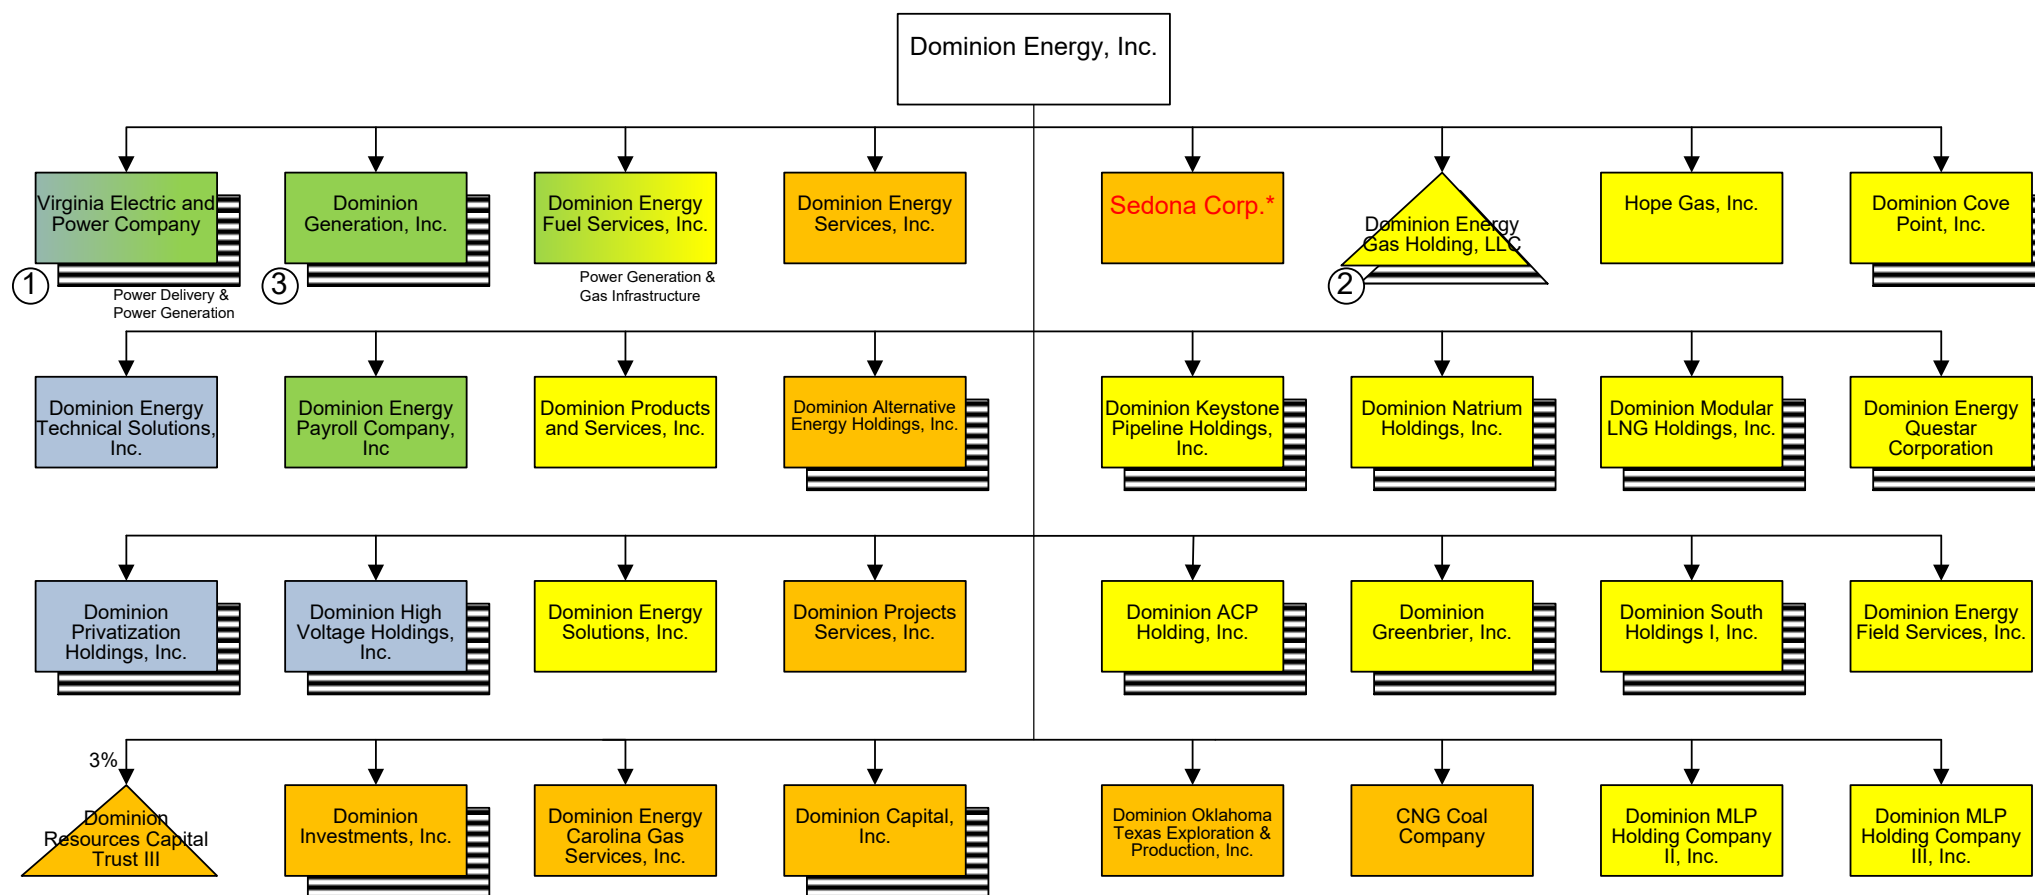 Dominion Energy, Inc.
Virginia Electric and
Power Company
1
Power Delivery &
Power Generation
Dominion
Generation, Inc.
3
Dominion Energy
Fuel Services, Inc.
Power Generation &
Gas Infrastructure
Dominion Energy
Services, Inc.
Sedona Corp.*
Dominion Energy
Gas Holding, LLC
2
Hope Gas, Inc.
Dominion Cove
Point, Inc.
Dominion Energy
Technical Solutions,
Inc.
Dominion Energy
Payroll Company,
Inc
Dominion Products
and Services, Inc.
Dominion Alternative
Energy Holdings, Inc.
Dominion Keystone
Pipeline Holdings,
Inc.
Dominion Natrium
Holdings, Inc.
Dominion Modular
LNG Holdings, Inc.
Dominion Energy
Questar
Corporation
Dominion
Privatization
Holdings, Inc.
Dominion High
Voltage Holdings,
Inc.
Dominion Energy
Solutions, Inc.
Dominion Projects
Services, Inc.
Dominion ACP
Holding, Inc.
Dominion
Greenbrier, Inc.
Dominion South
Holdings I, Inc.
Dominion Energy
Field Services, Inc.
3%
Dominion
Resources Capital
Trust III
Dominion
Investments, Inc.
Dominion Energy
Carolina Gas
Services, Inc.
Dominion Capital,
Inc.
Dominion Oklahoma
Texas Exploration &
Production, Inc.
CNG Coal
Company
Dominion MLP
Holding Company
II, Inc.
Dominion MLP
Holding Company
III, Inc.